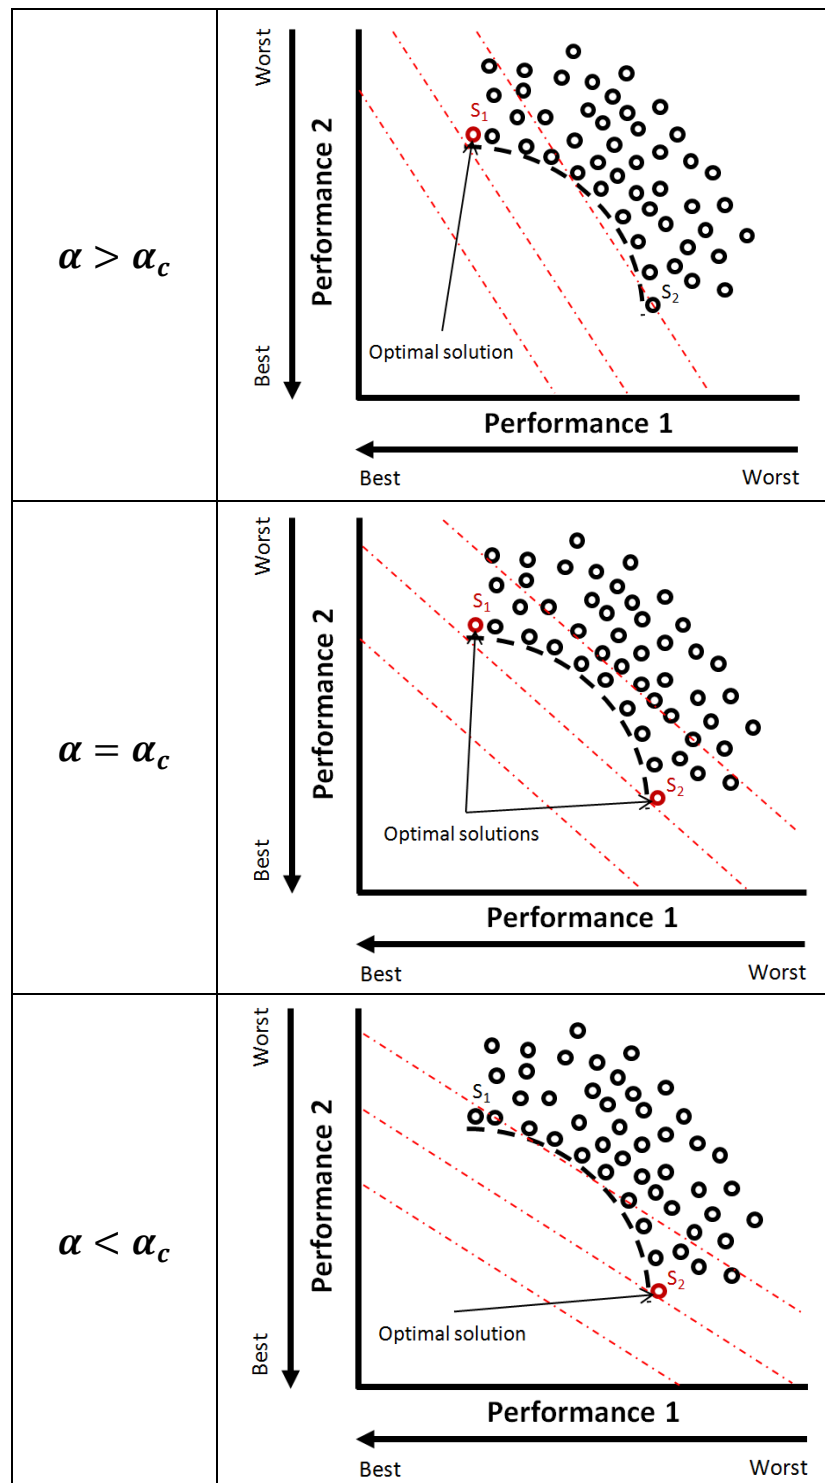 α > α_c
Worst
Performance 2
Best
S₁
S₂
Optimal solution
Performance 1
Best
Worst
α = α_c
Worst
Performance 2
Best
S₁
S₂
Optimal solutions
Performance 1
Best
Worst
α < α_c
Worst
Performance 2
Best
S₁
S₂
Optimal solution
Performance 1
Best
Worst